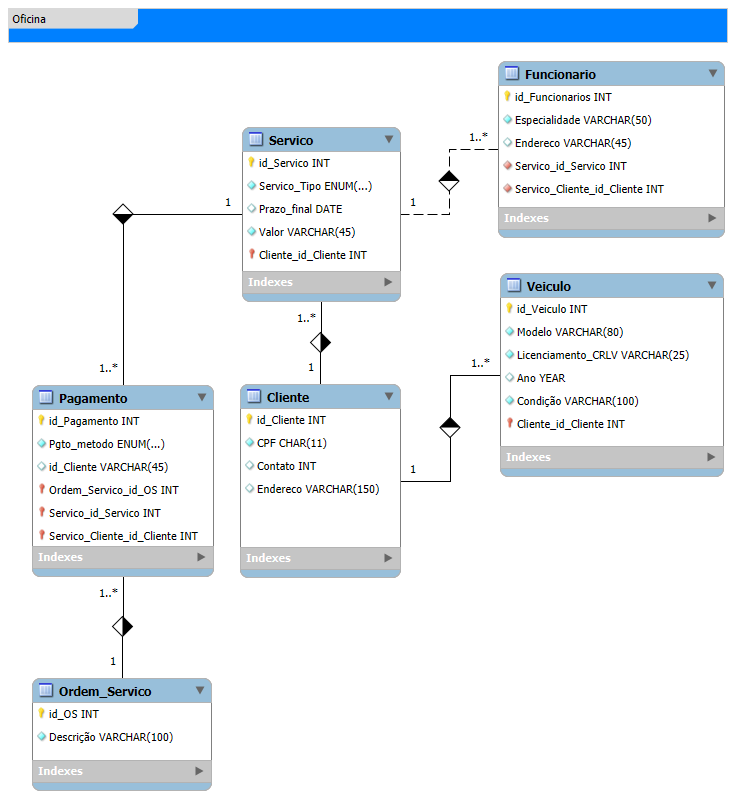 Oficina
Funcionario
id_Funcionarios INT
Especialidade VARCHAR(50)
Endereco VARCHAR(45)
Servico_id_Servico INT
Servico_Cliente_id_Cliente INT
Indexes
1..*
1
Servico
id_Servico INT
Servico_Tipo ENUM(...)
Prazo_final DATE
Valor VARCHAR(45)
Cliente_id_Cliente INT
Indexes
1
1..*
1..*
1
Veiculo
id_Veiculo INT
Modelo VARCHAR(80)
Licenciamento_CRLV VARCHAR(25)
Ano YEAR
Condição VARCHAR(100)
Cliente_id_Cliente INT
Indexes
1..*
1
Pagamento
id_Pagamento INT
Pgto_metodo ENUM(...)
id_Cliente VARCHAR(45)
Ordem_Servico_id_OS INT
Servico_id_Servico INT
Servico_Cliente_id_Cliente INT
Indexes
Cliente
id_Cliente INT
CPF CHAR(11)
Contato INT
Endereco VARCHAR(150)
Indexes
1..*
1
Ordem_Servico
id_OS INT
Descrição VARCHAR(100)
Indexes